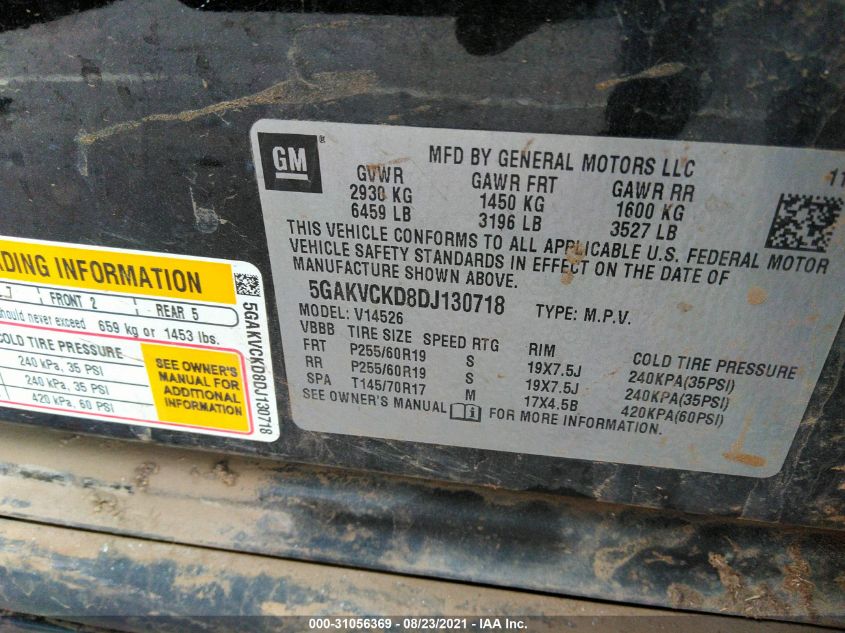 GM
®
MFD BY GENERAL MOTORS LLC
11
GVWR
GAWR FRT
GAWR RR
2930 KG
1450 KG
1600 KG
6459 LB
3196 LB
3527 LB
THIS VEHICLE CONFORMS TO ALL APPLICABLE U.S. FEDERAL MOTOR
VEHICLE SAFETY STANDARDS IN EFFECT ON THE DATE OF
MANUFACTURE SHOWN ABOVE.
5GAKVCKD8DJ130718
TYPE: M.P.V.
MODEL: V14526
VBBB TIRE SIZE SPEED RTG RIM COLD TIRE PRESSURE
FRT P255/60R19 S 19X7.5J 240KPA(35PSI)
RR P255/60R19 S 19X7.5J 240KPA(35PSI)
SPA T145/70R17 M 17X4.5B 420KPA(60PSI)
SEE OWNER'S MANUAL FOR MORE INFORMATION.
ADING INFORMATION
7 FRONT 2 REAR 5
should never exceed 659 kg or 1453 lbs.
COLD TIRE PRESSURE
240 kPa, 35 PSI
240 kPa, 35 PSI
420 kPa, 60 PSI
SEE OWNER'S
MANUAL FOR
ADDITIONAL
INFORMATION
5GAKVCKD8DJ130718
000-31056369 - 08/23/2021 - IAA Inc.